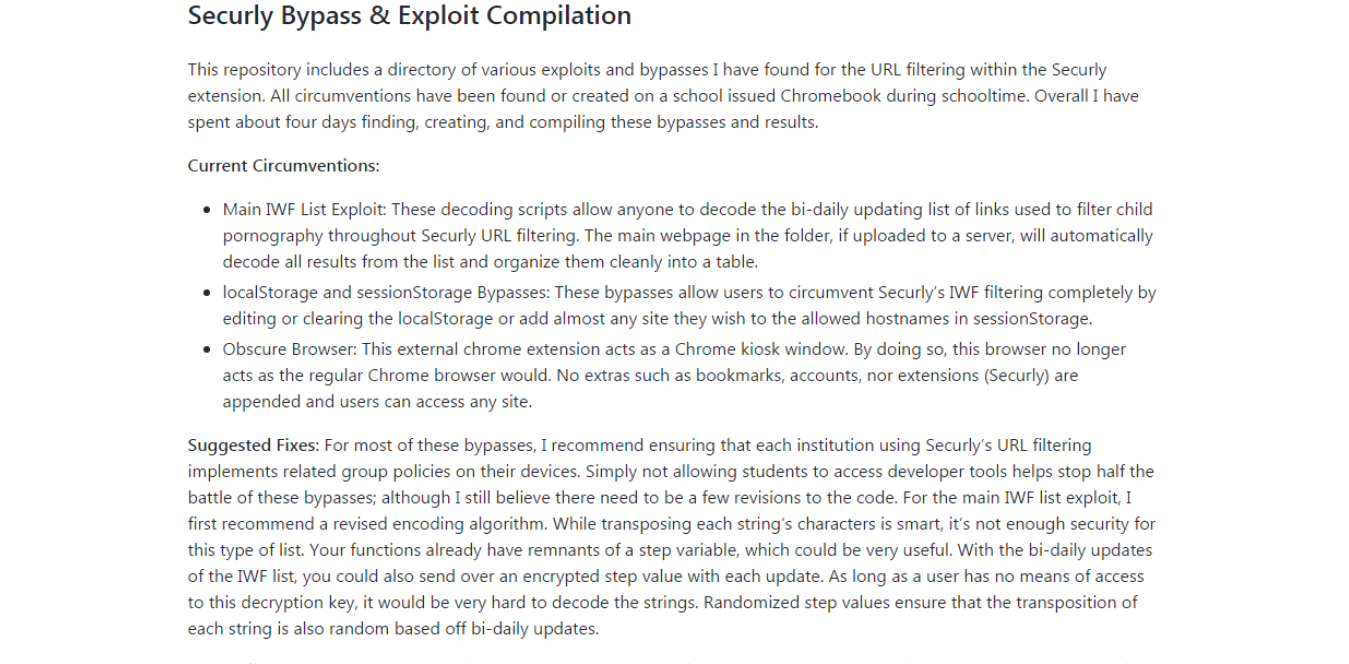 Securly Bypass & Exploit Compilation
This repository includes a directory of various exploits and bypasses I have found for the URL filtering within the Securly
extension. All circumventions have been found or created on a school issued Chromebook during schooltime. Overall I have
spent about four days finding, creating, and compiling these bypasses and results.
Current Circumventions:
• Main IWF List Exploit: These decoding scripts allow anyone to decode the bi-daily updating list of links used to filter child
pornography throughout Securly URL filtering. The main webpage in the folder, if uploaded to a server, will automatically
decode all results from the list and organize them cleanly into a table.
• localStorage and sessionStorage Bypasses: These bypasses allow users to circumvent Securly's IWF filtering completely by
editing or clearing the localStorage or add almost any site they wish to the allowed hostnames in sessionStorage.
• Obscure Browser: This external chrome extension acts as a Chrome kiosk window. By doing so, this browser no longer
acts as the regular Chrome browser would. No extras such as bookmarks, accounts, nor extensions (Securly) are
appended and users can access any site.
Suggested Fixes: For most of these bypasses, I recommend ensuring that each institution using Securly's URL filtering
implements related group policies on their devices. Simply not allowing students to access developer tools helps stop half the
battle of these bypasses; although I still believe there need to be a few revisions to the code. For the main IWF list exploit, I
first recommend a revised encoding algorithm. While transposing each string's characters is smart, it's not enough security for
this type of list. Your functions already have remnants of a step variable, which could be very useful. With the bi-daily updates
of the IWF list, you could also send over an encrypted step value with each update. As long as a user has no means of access
to this decryption key, it would be very hard to decode the strings. Randomized step values ensure that the transposition of
each string is also random based off bi-daily updates.